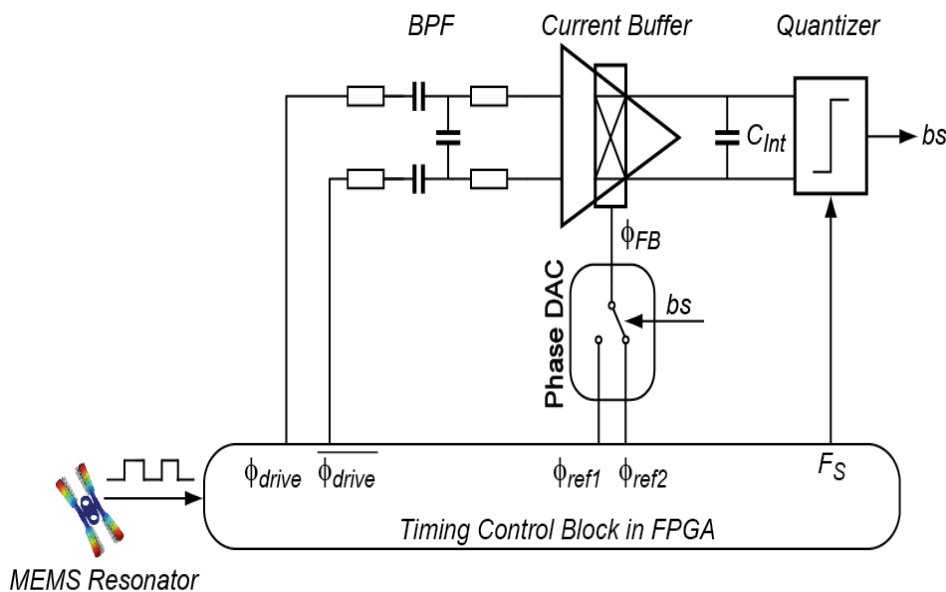 BPF
Current Buffer
Quantizer
C_Int
bs
ϕ_FB
Phase DAC
bs
ϕ_drive
ϕ̅_d̅r̅i̅v̅e̅
ϕ_ref1
ϕ_ref2
F_S
Timing Control Block in FPGA
MEMS Resonator